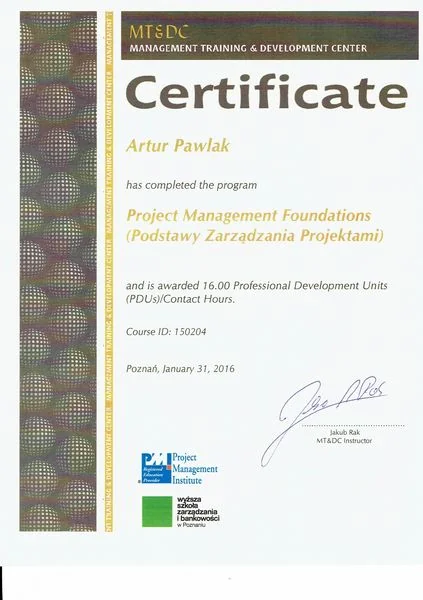 MT&DC
MANAGEMENT TRAINING & DEVELOPMENT CENTER
Certificate
Artur Pawlak
has completed the program
Project Management Foundations
(Podstawy Zarządzania Projektami)
and is awarded 16.00 Professional Development Units
(PDUs)/Contact Hours.
Course ID: 150204
Poznań, January 31, 2016
Jakub Rak
MT&DC Instructor
PMI
Registered
Education
Provider
Project
Management
Institute
wyższa
szkoła
zarządzania
i bankowości
w Poznaniu
MANAGEMENT TRAINING & DEVELOPMENT CENTER